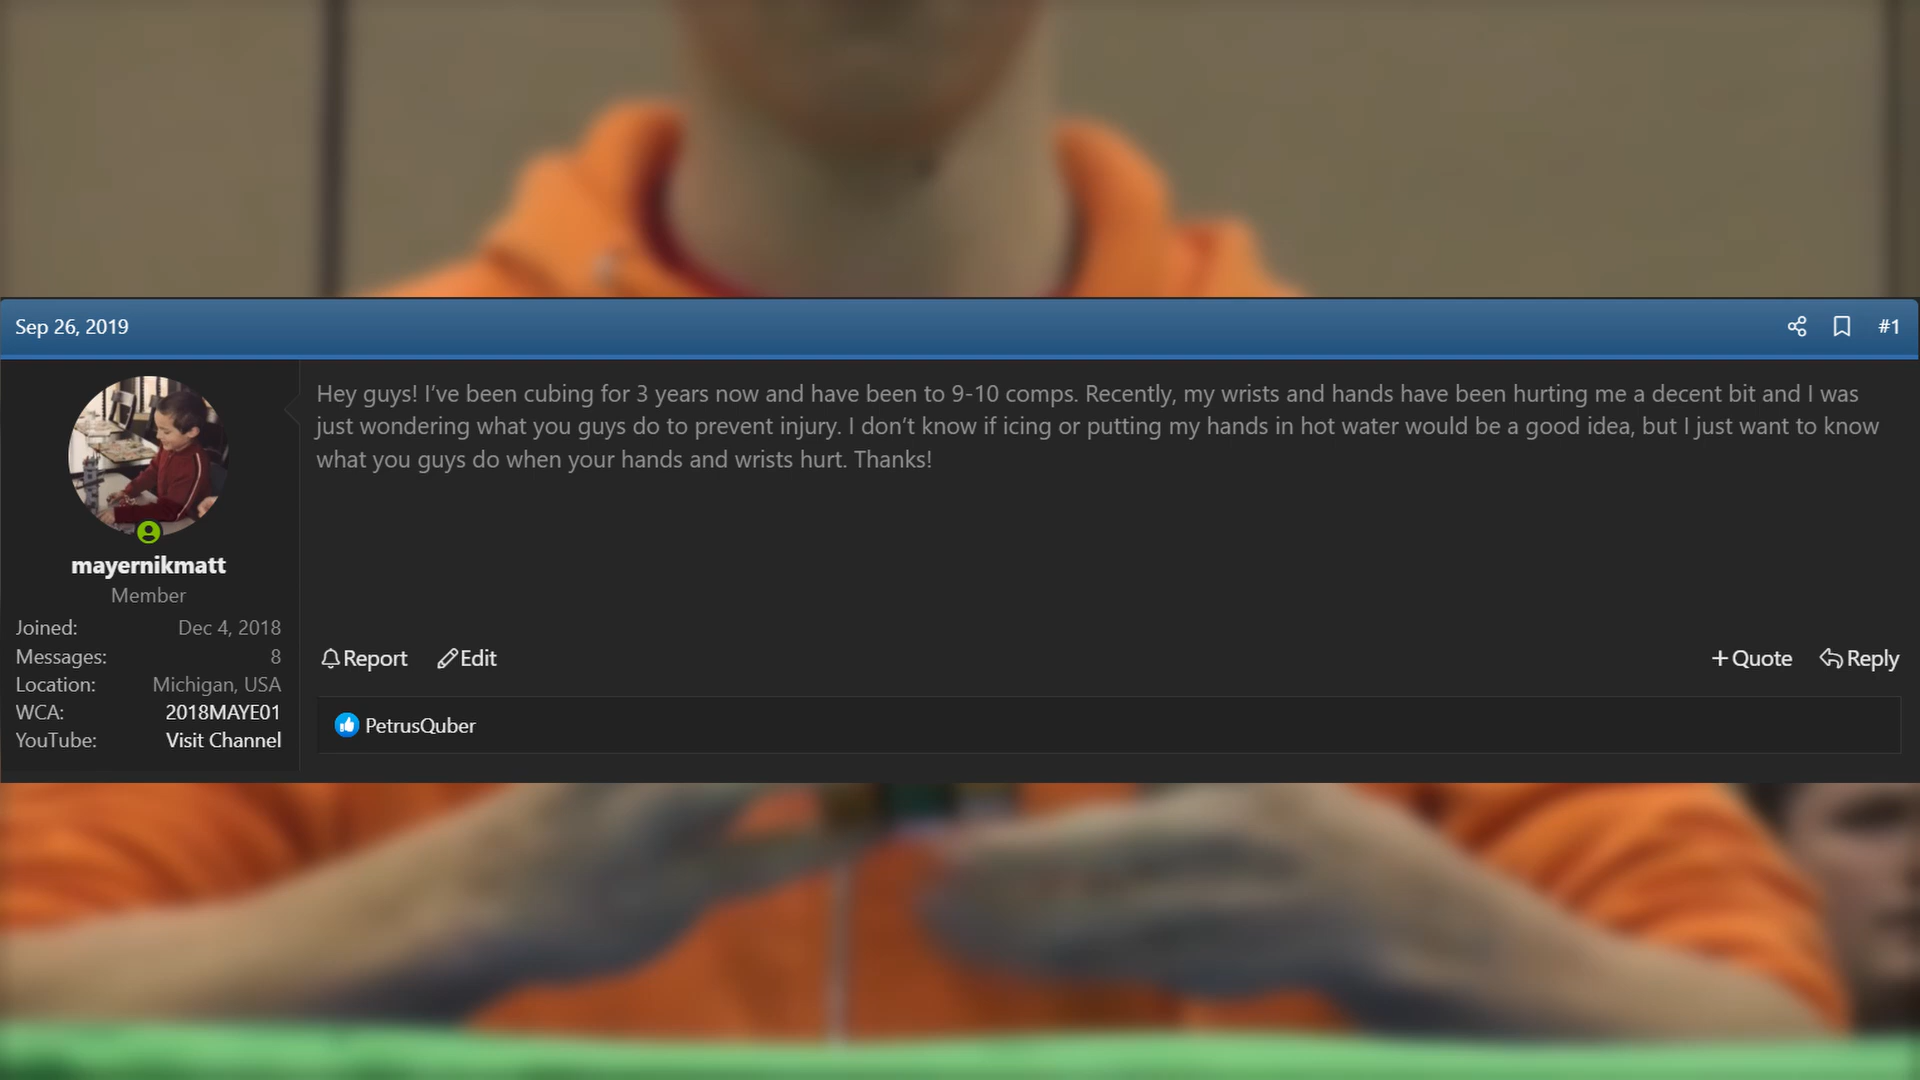 Sep 26, 2019
#1
Hey guys! I’ve been cubing for 3 years now and have been to 9-10 comps. Recently, my wrists and hands have been hurting me a decent bit and I was
just wondering what you guys do to prevent injury. I don’t know if icing or putting my hands in hot water would be a good idea, but I just want to know
what you guys do when your hands and wrists hurt. Thanks!
mayernikmatt
Member
Joined: Dec 4, 2018
Messages: 8
Location: Michigan, USA
WCA: 2018MAYE01
YouTube: Visit Channel
Report Edit
+Quote Reply
PetrusQuber